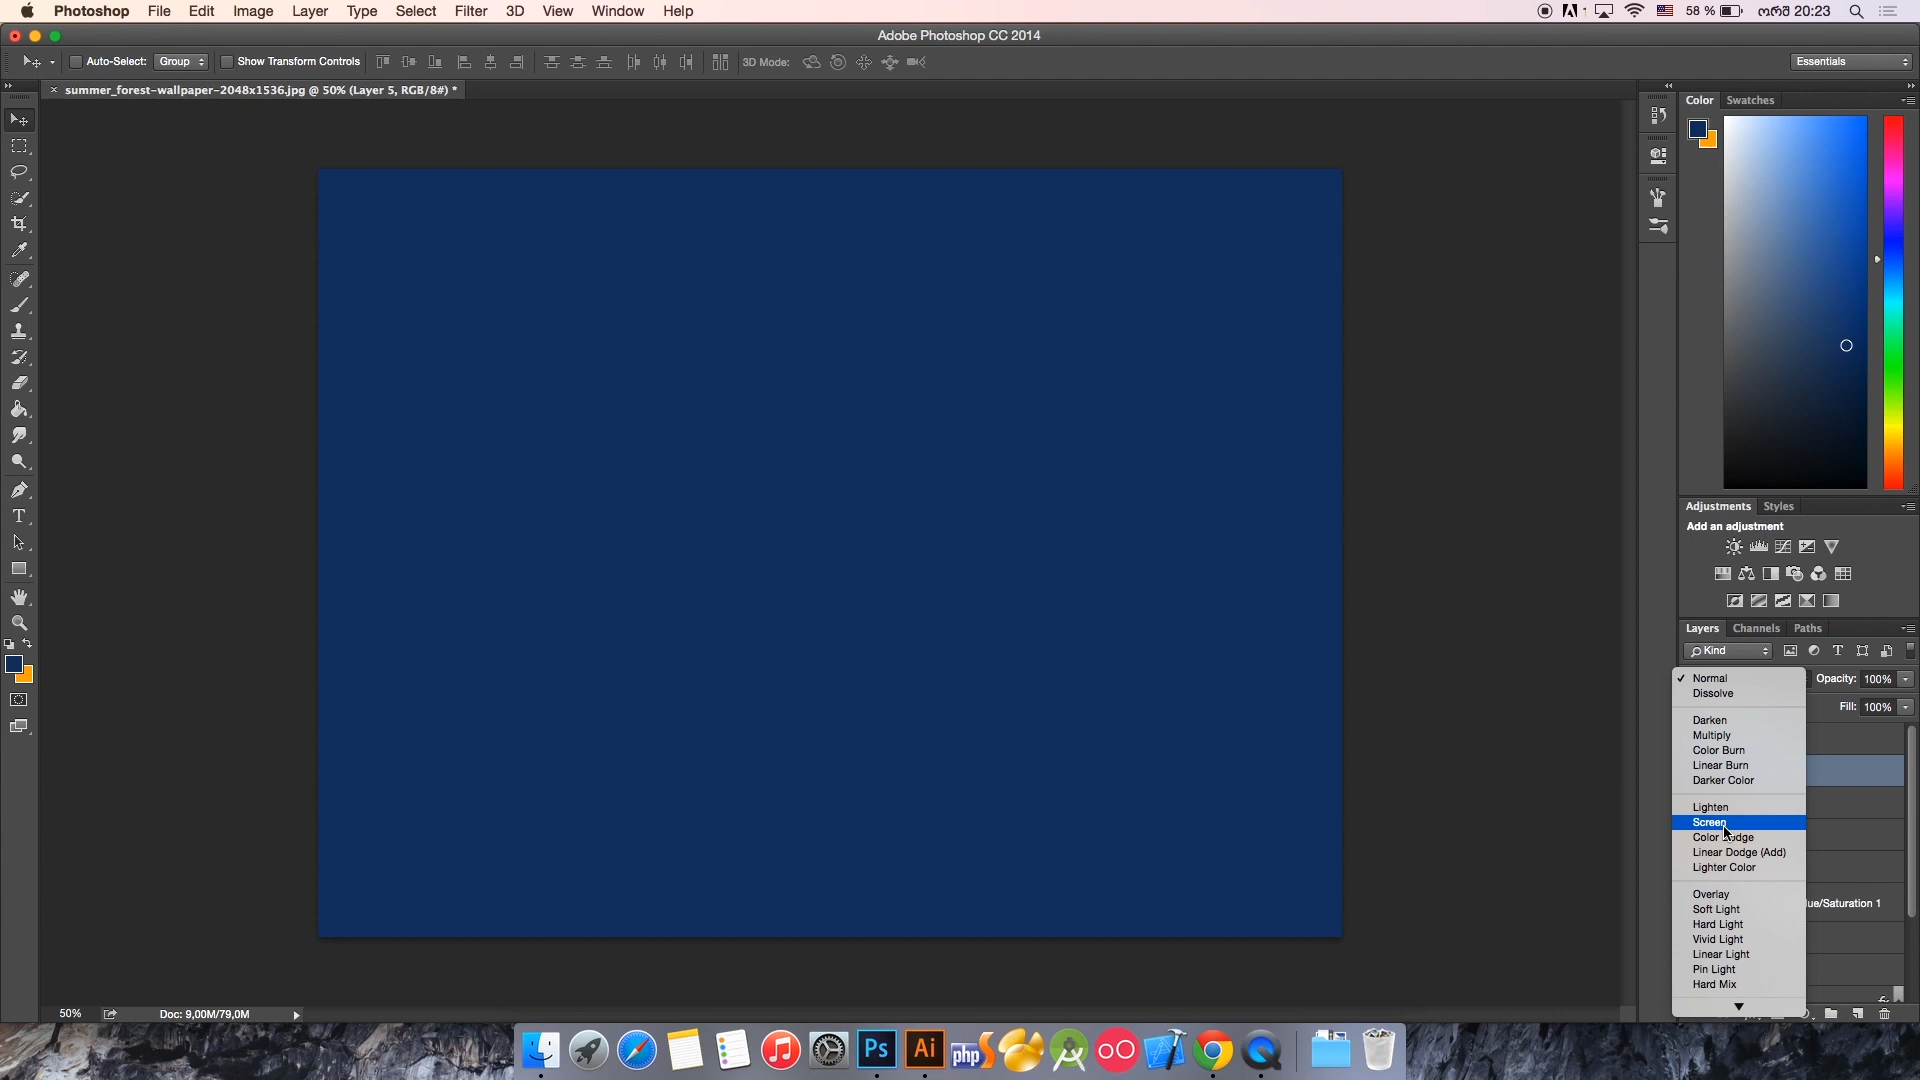 Photoshop File Edit Image Layer Type Select Filter 3D View Window Help 58 % ორშ 20:23
Adobe Photoshop CC 2014
Auto-Select: Group Show Transform Controls 3D Mode: Essentials
× summer_forest-wallpaper-2048x1536.jpg @ 50% (Layer 5, RGB/8#) *
Color Swatches
Adjustments Styles
Add an adjustment
Layers Channels Paths
Kind
Normal Opacity: 100%
Dissolve
Fill: 100%
Darken
Multiply
Color Burn
Linear Burn
Darker Color
Lighten
Screen
Color Dodge
Linear Dodge (Add)
Lighter Color
Overlay
ue/Saturation 1
Soft Light
Hard Light
Vivid Light
Linear Light
Pin Light
Hard Mix
50% Doc: 9,00M/79,0M
Ps Ai php